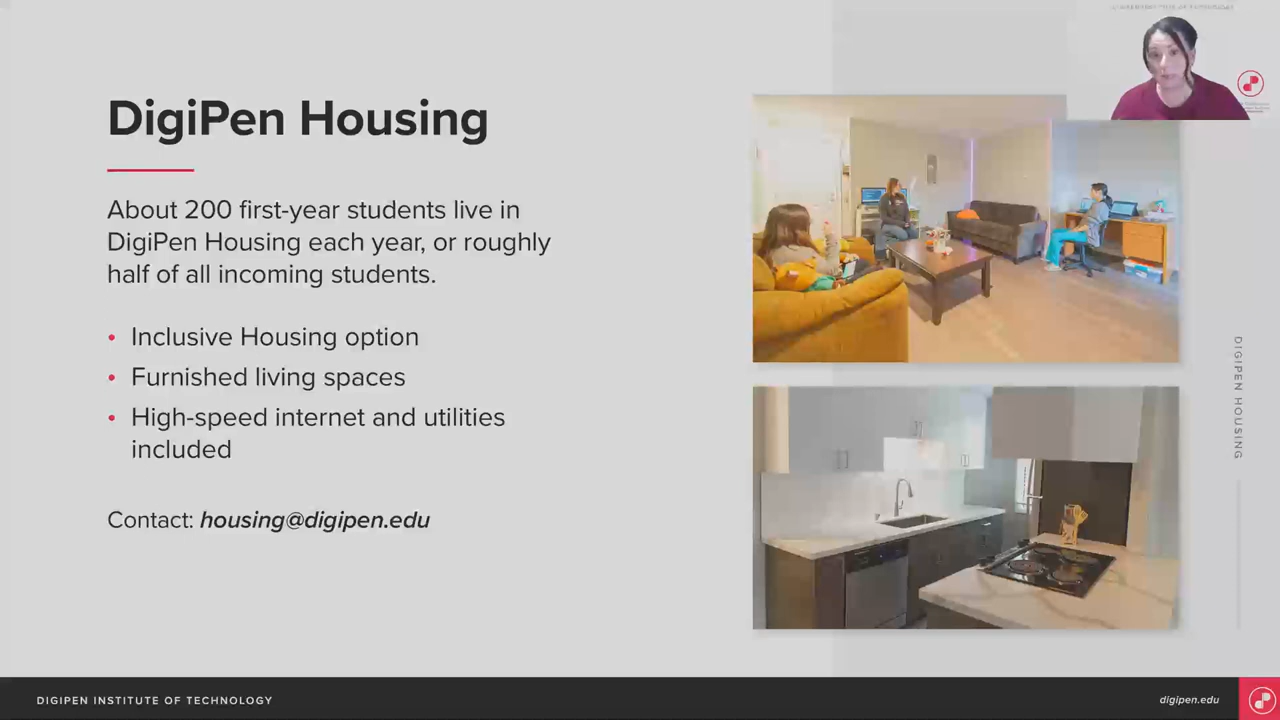 DigiPen Housing
About 200 first-year students live in
DigiPen Housing each year, or roughly
half of all incoming students.
• Inclusive Housing option
• Furnished living spaces
• High-speed internet and utilities
included
Contact: housing@digipen.edu
DIGIPEN HOUSING
DIGIPEN INSTITUTE OF TECHNOLOGY
digipen.edu